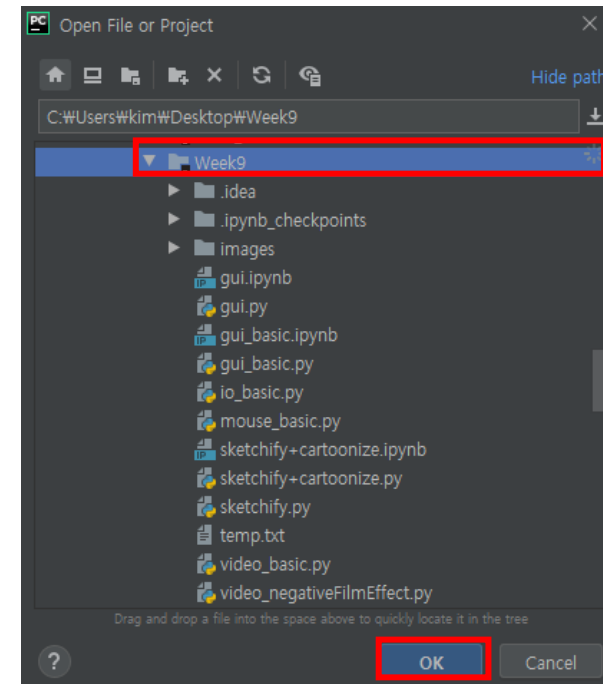 PC Open File or Project
Hide path
C:₩Users₩kim₩Desktop₩Week9
Week9
.idea
.ipynb_checkpoints
images
IP gui.ipynb
gui.py
IP gui_basic.ipynb
gui_basic.py
io_basic.py
mouse_basic.py
IP sketchify+cartoonize.ipynb
sketchify+cartoonize.py
sketchify.py
temp.txt
video_basic.py
video_negativeFilmEffect.py
Drag and drop a file into the space above to quickly locate it in the tree
? OK Cancel